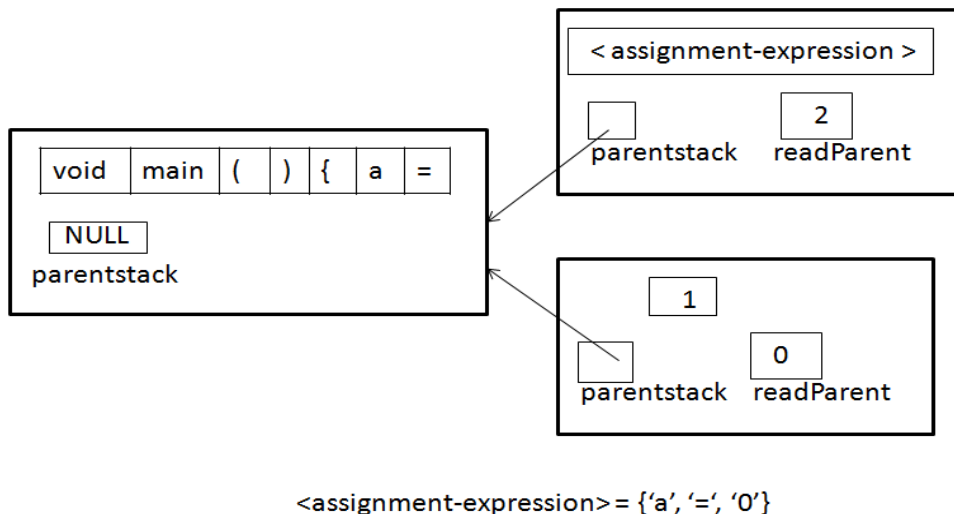 void main ( ) { a =
NULL
parentstack
< assignment-expression >
2
parentstack readParent
1
0
parentstack readParent
<assignment-expression> = {‘a’, ‘=‘, ‘0’}